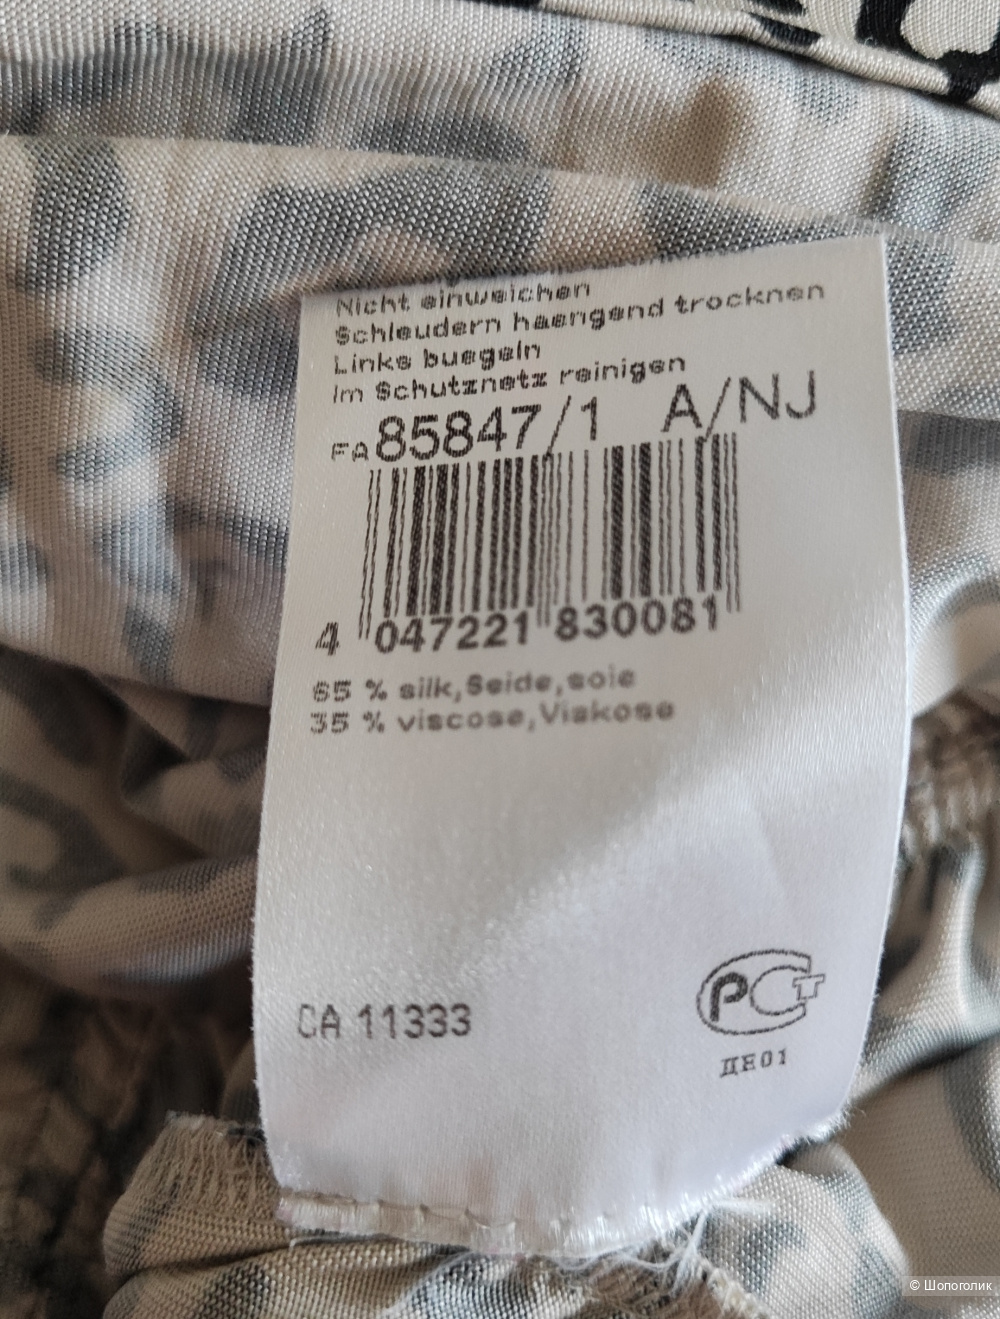 Nicht einweichen
Schleudern haengend trocknen
Links buegeln
Im Schutznetz reinigen
FA 85847/1 A/NJ
4 047221 830081
65 % silk,Seide,soie
35 % viscose,Viskose
CA 11333
РСТ
ДЕ01
© Шопоголик